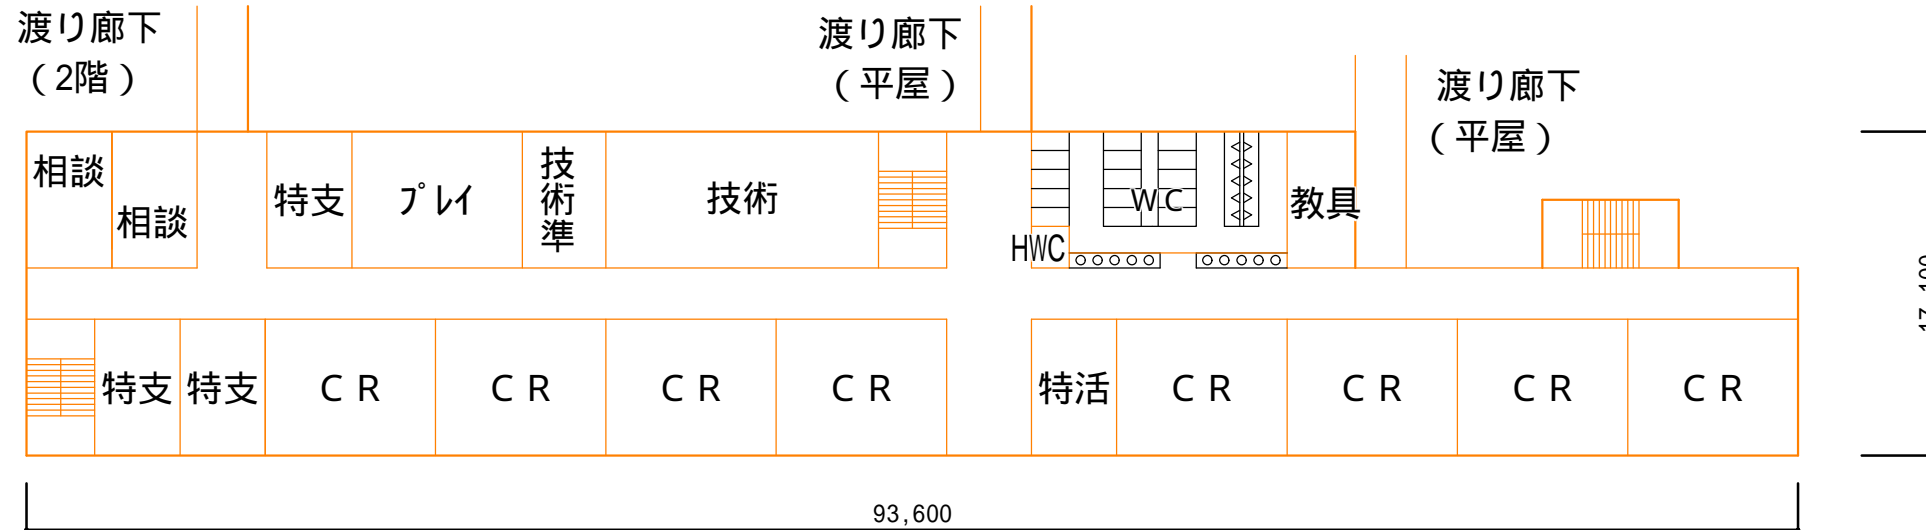 渡り廊下
（2階）
渡り廊下
（平屋）
渡り廊下
（平屋）
相談
相談
特支
プレイ
技術準
技術
WC
HWC
教具
特支
特支
CR
CR
CR
CR
特活
CR
CR
CR
CR
93,600